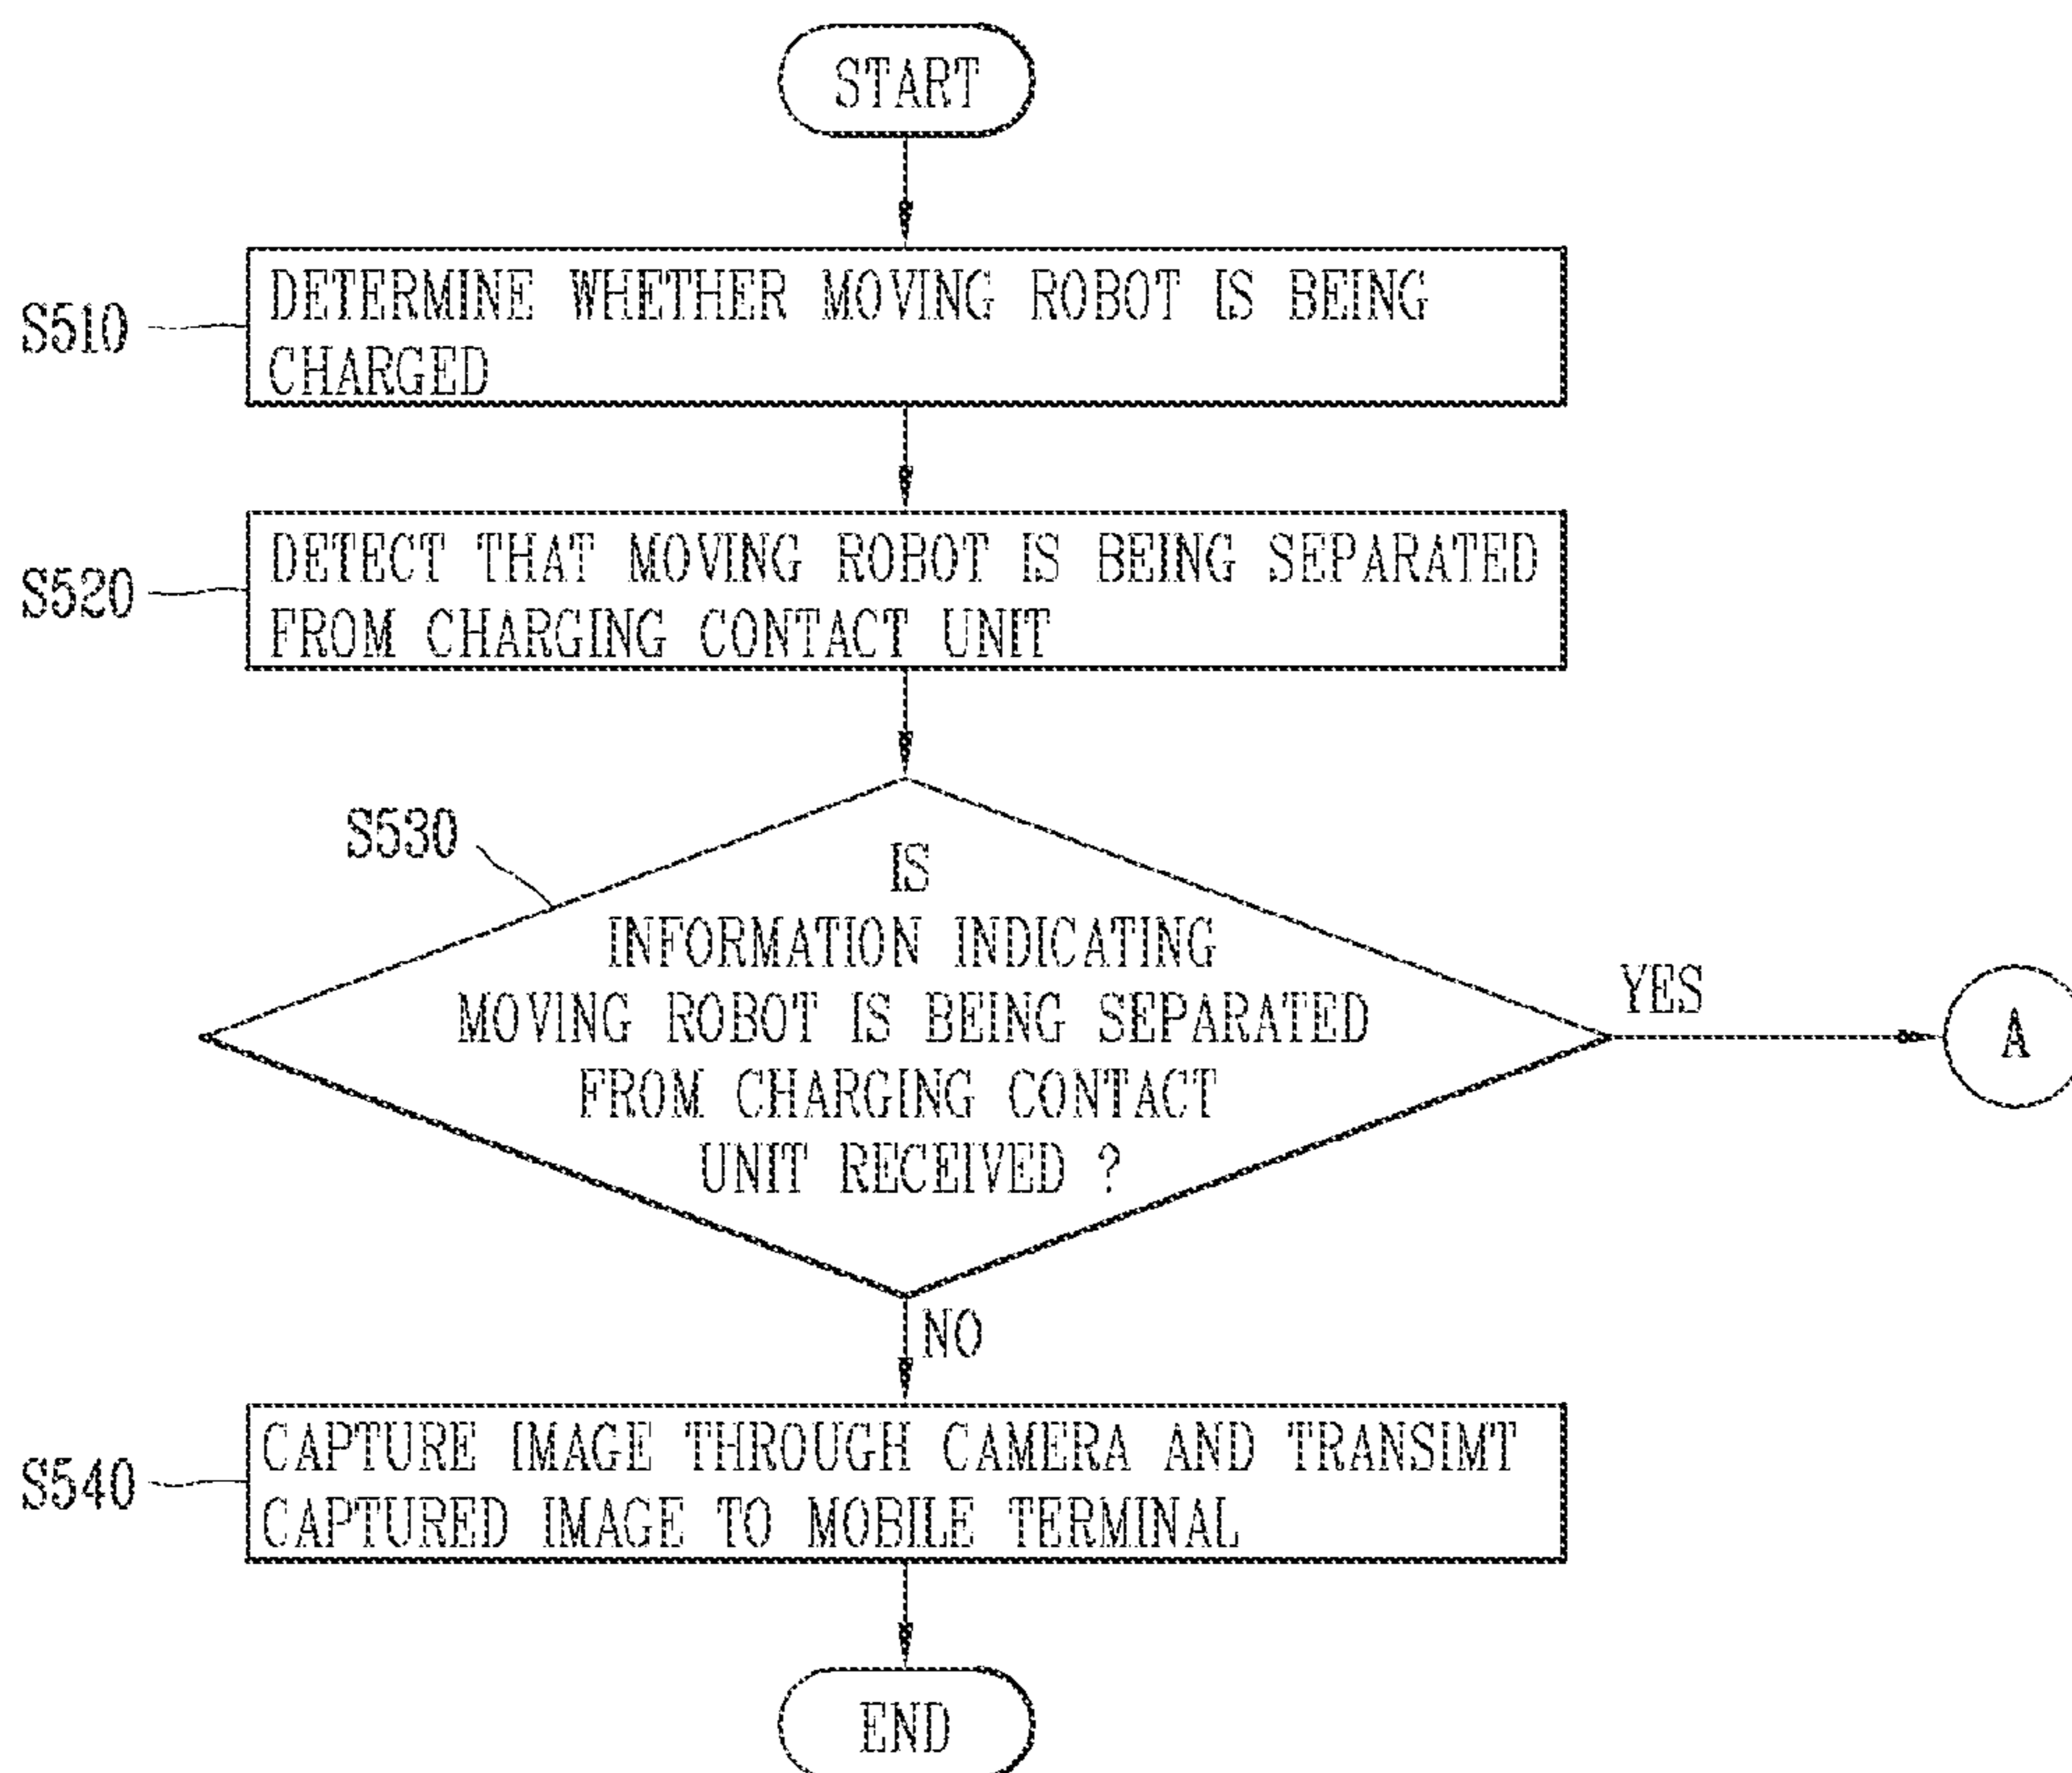 START
S510
DETERMINE WHETHER MOVING ROBOT IS BEING
CHARGED
S520
DETECT THAT MOVING ROBOT IS BEING SEPARATED
FROM CHARGING CONTACT UNIT
S530
IS
INFORMATION INDICATING
MOVING ROBOT IS BEING SEPARATED
FROM CHARGING CONTACT
UNIT RECEIVED ?
YES
A
NO
S540
CAPTURE IMAGE THROUGH CAMERA AND TRANSIMT
CAPTURED IMAGE TO MOBILE TERMINAL
END